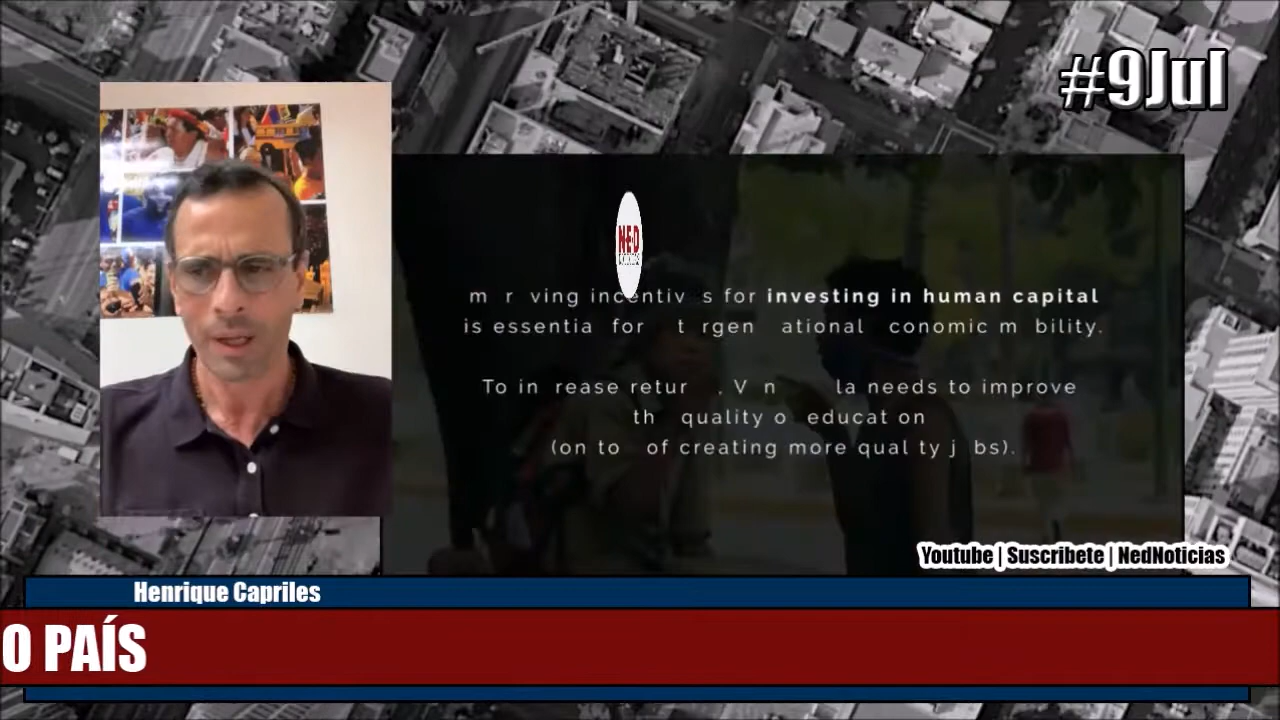 #9Jul
NED
m r ving incentiv s for investing in human capital
is essentia for t rgen ational conomic m bility.
To in rease retur , V n la needs to improve
th quality o educat on
(on to of creating more qual ty j bs).
Youtube | Suscribete | NedNoticias
Henrique Capriles
O PAÍS